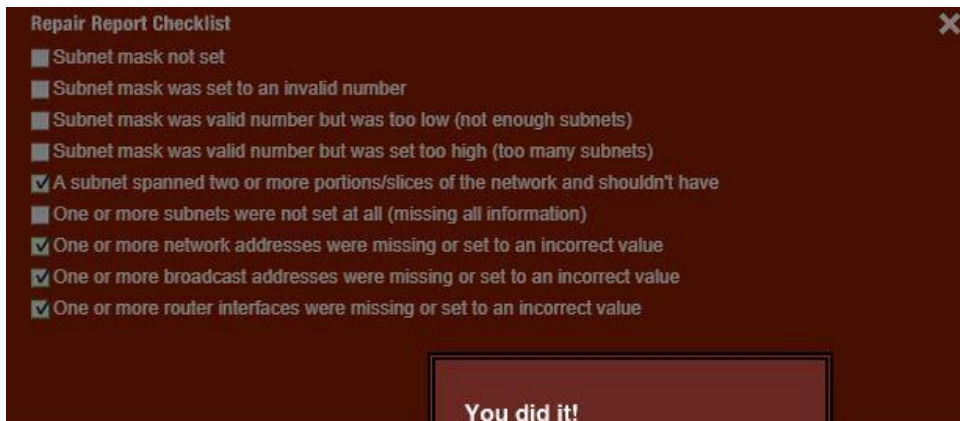 Repair Report Checklist
Subnet mask not set
Subnet mask was set to an invalid number
Subnet mask was valid number but was too low (not enough subnets)
Subnet mask was valid number but was set too high (too many subnets)
A subnet spanned two or more portions/slices of the network and shouldn't have
One or more subnets were not set at all (missing all information)
One or more network addresses were missing or set to an incorrect value
One or more broadcast addresses were missing or set to an incorrect value
One or more router interfaces were missing or set to an incorrect value
You did it!